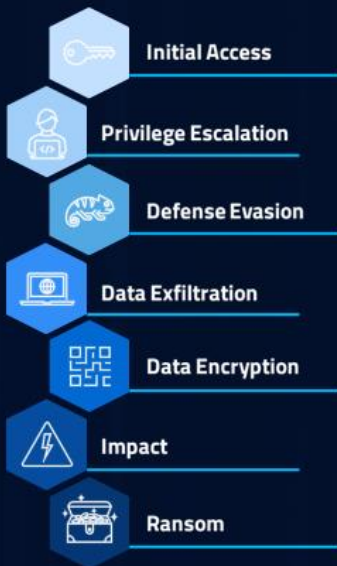 Initial Access
Privilege Escalation
Defense Evasion
Data Exfiltration
Data Encryption
Impact
Ransom